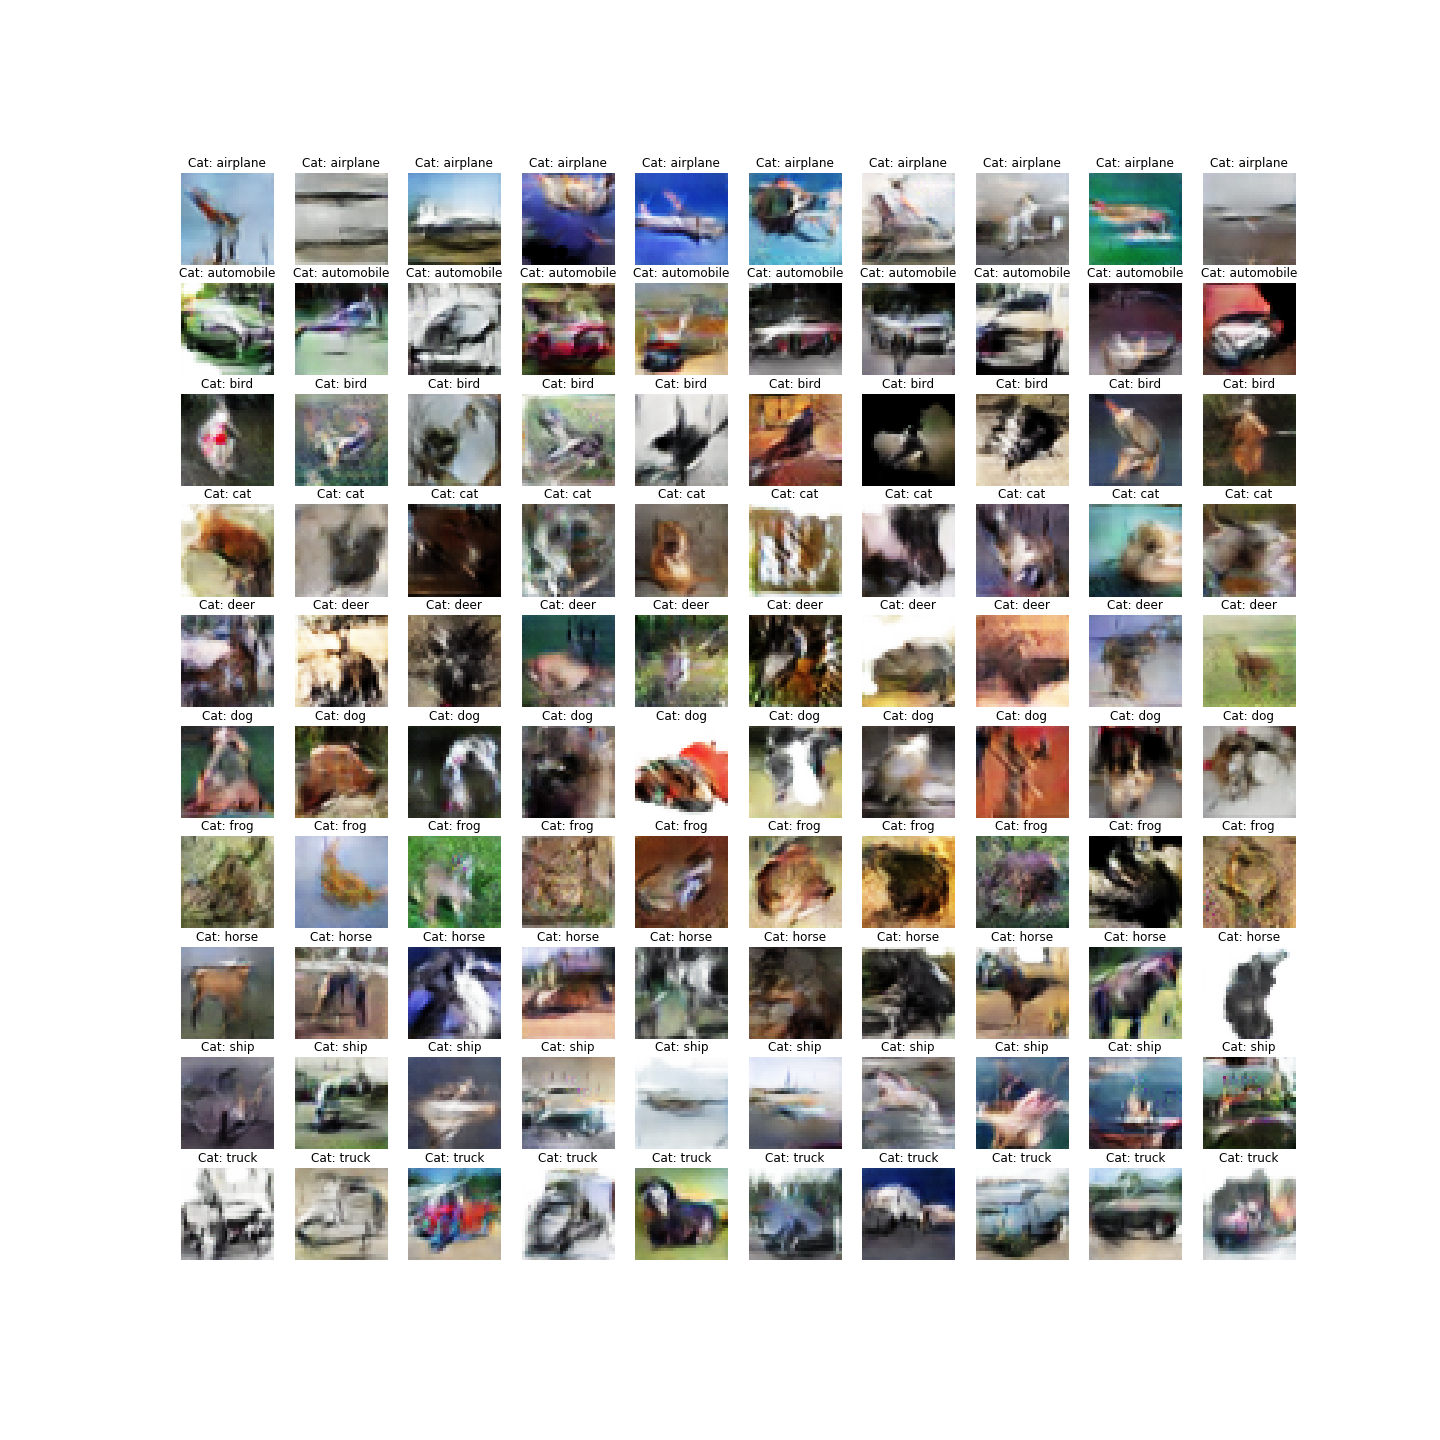 Cat: airplane Cat: airplane Cat: airplane Cat: airplane Cat: airplane Cat: airplane Cat: airplane Cat: airplane Cat: airplane Cat: airplane
Cat: automobile Cat: automobile Cat: automobile Cat: automobile Cat: automobile Cat: automobile Cat: automobile Cat: automobile Cat: automobile Cat: automobile
Cat: bird Cat: bird Cat: bird Cat: bird Cat: bird Cat: bird Cat: bird Cat: bird Cat: bird Cat: bird
Cat: cat Cat: cat Cat: cat Cat: cat Cat: cat Cat: cat Cat: cat Cat: cat Cat: cat Cat: cat
Cat: deer Cat: deer Cat: deer Cat: deer Cat: deer Cat: deer Cat: deer Cat: deer Cat: deer Cat: deer
Cat: dog Cat: dog Cat: dog Cat: dog Cat: dog Cat: dog Cat: dog Cat: dog Cat: dog Cat: dog
Cat: frog Cat: frog Cat: frog Cat: frog Cat: frog Cat: frog Cat: frog Cat: frog Cat: frog Cat: frog
Cat: horse Cat: horse Cat: horse Cat: horse Cat: horse Cat: horse Cat: horse Cat: horse Cat: horse Cat: horse
Cat: ship Cat: ship Cat: ship Cat: ship Cat: ship Cat: ship Cat: ship Cat: ship Cat: ship Cat: ship
Cat: truck Cat: truck Cat: truck Cat: truck Cat: truck Cat: truck Cat: truck Cat: truck Cat: truck Cat: truck